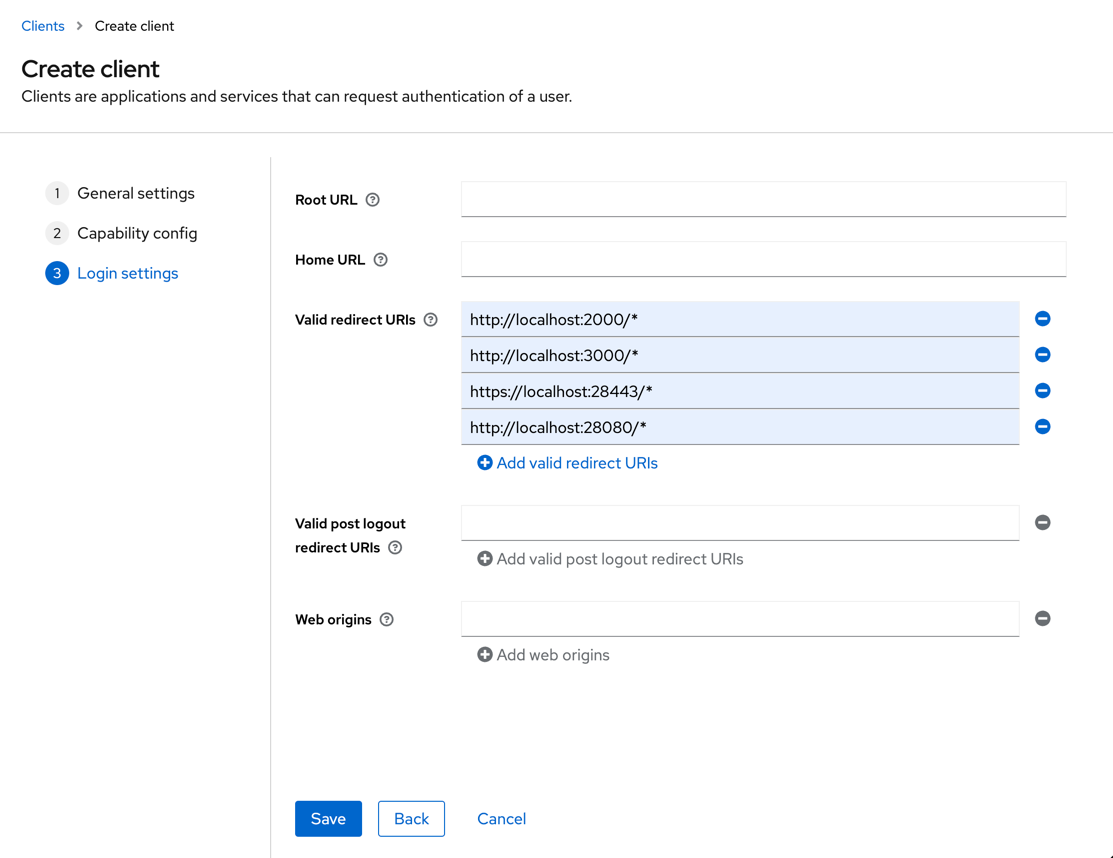 Clients > Create client
Create client
Clients are applications and services that can request authentication of a user.
1 General settings
2 Capability config
3 Login settings
Root URL
Home URL
Valid redirect URIs
http://localhost:2000/*
http://localhost:3000/*
https://localhost:28443/*
http://localhost:28080/*
Add valid redirect URIs
Valid post logout
redirect URIs
Add valid post logout redirect URIs
Web origins
Add web origins
Save Back Cancel